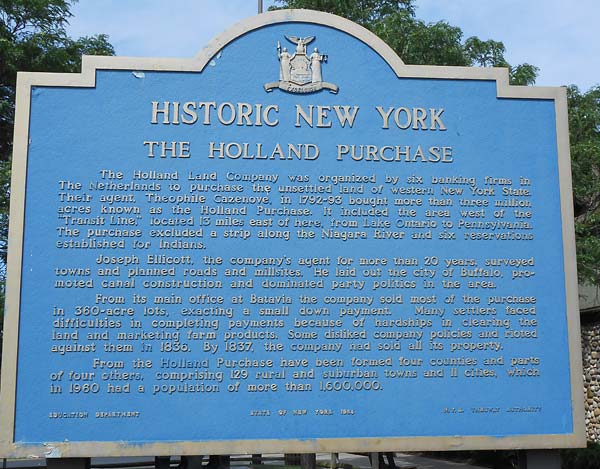 EXCELSIOR
HISTORIC NEW YORK
THE HOLLAND PURCHASE
The Holland Land Company was organized by six banking firms in
The Netherlands to purchase the unsettled land of western New York State.
Their agent, Theophile Cazenove, in 1792-93 bought more than three million
acres known as the Holland Purchase. It included the area west of the
"Transit Line," located 13 mile east of here, from Lake Ontario to Pennsylvania.
The purchase excluded a strip along the Niagara River and six reservations
established for Indians.
Joseph Ellicott, the company's agent for more than 20 years, surveyed
towns and planned roads and millsites. He laid out the city of Buffalo, pro-
moted canal construction and dominated party politics in the area.
From its main office at Batavia the company sold most of the purchase
in 360-acre lots, exacting a small down payment. Many settlers faced
difficulties in completing payments because of hardships in clearing the
land and marketing farm products. Some disliked company policies and rioted
against them in 1836. By 1837, the company had sold all its property.
From the Holland Purchase have been formed four counties and parts
of four others, comprising 129 rural and suburban towns and 11 cities, which
in 1960 had a population of more than 1,600,000.
EDUCATION DEPARTMENT STATE OF NEW YORK 1964 N.Y.S. THRUWAY AUTHORITY